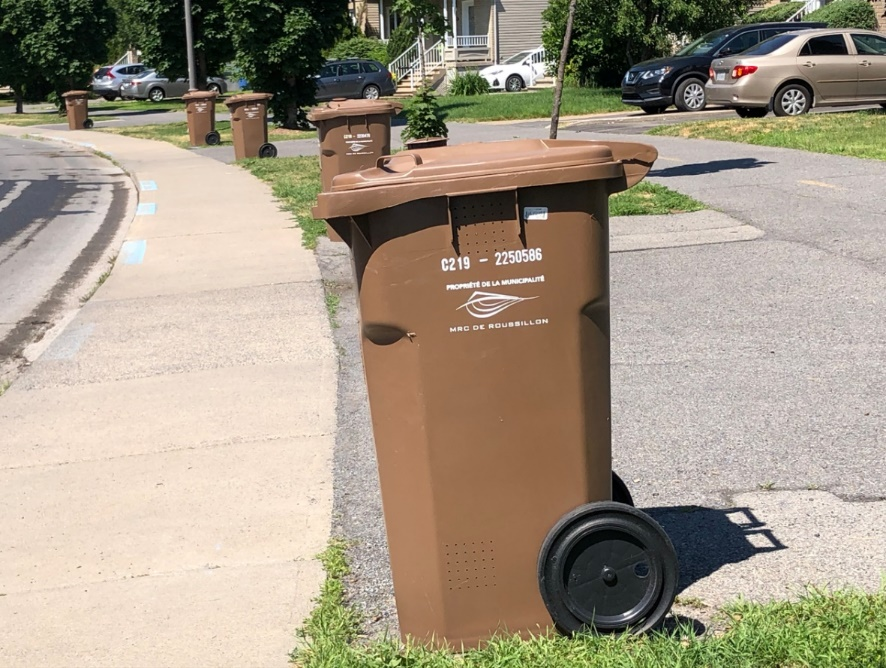 C219 - 2250586
PROPRIÉTÉ DE LA MUNICIPALITÉ
MRC DE ROUSSILLON